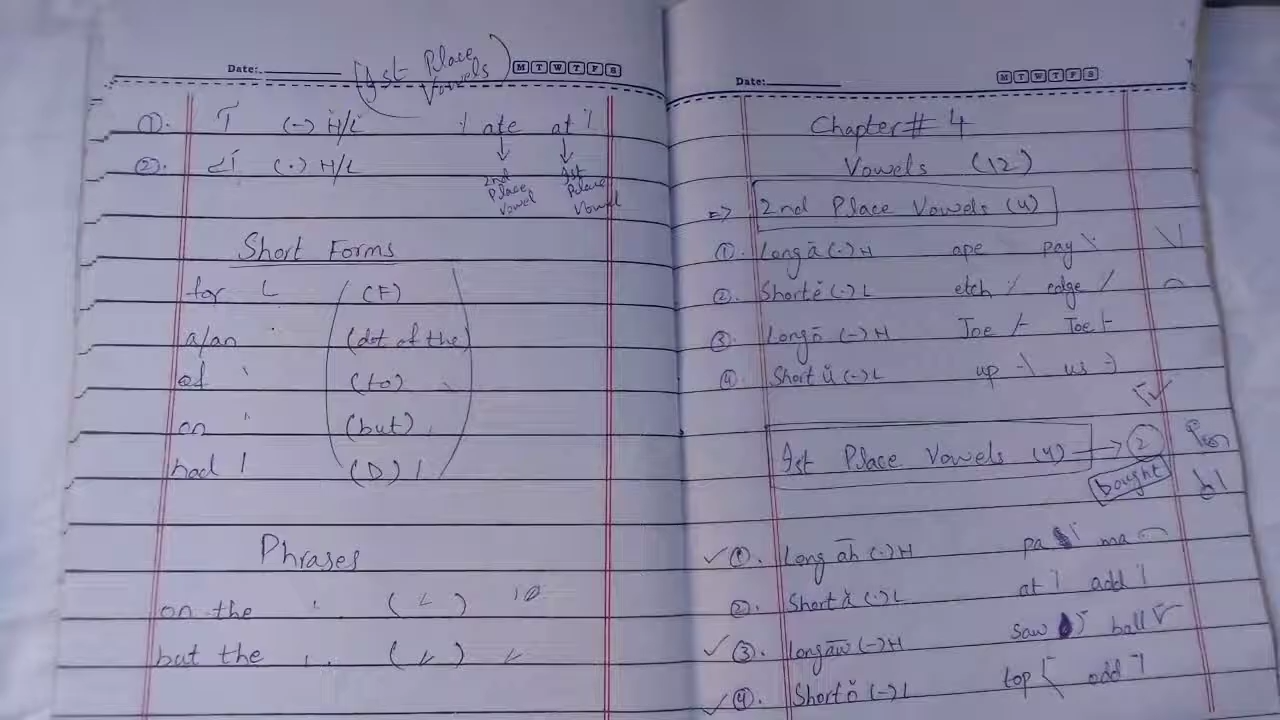 (1st Place Vowels)
Date: M T W T F S
①. (-) H/L ate at
②. (.) H/L 2nd Place Vowel 1st Place Vowel
Short Forms
for (F)
a/an (dot of the)
of (to)
on (but)
had (D)
Phrases
on the
but the
Date: M T W T F S
Chapter # 4
Vowels (12)
=> 2nd Place Vowels (4)
①. Long ā (.) H ape pay
②. Short ĕ (.) L etch edge
③. Long ō (-) H Joe Toe
④. Short ŭ (-) L up us
1st Place Vowels (4) → ②
bought
✓ ①. Long ah (.) H pa ma
②. Short ă (.) L at add
✓ ③. Long aw (-) H saw ball
✓ ④. Short ŏ (-) L top odd